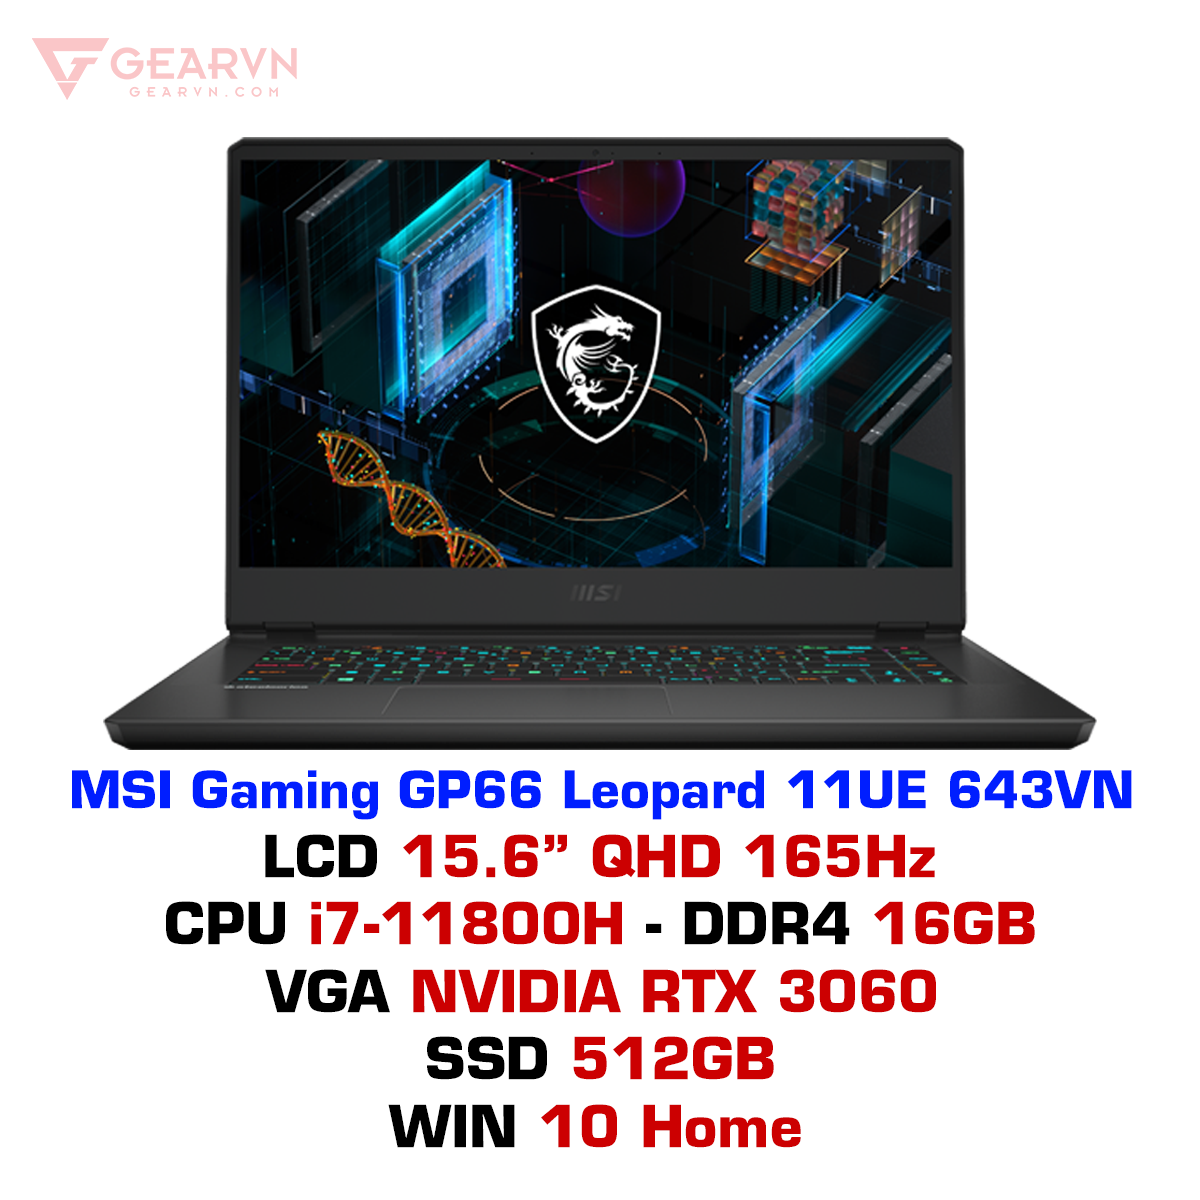 GEARVN
GEARVN.COM
msi
MSI Gaming GP66 Leopard 11UE 643VN
LCD 15.6” QHD 165Hz
CPU i7-11800H - DDR4 16GB
VGA NVIDIA RTX 3060
SSD 512GB
WIN 10 Home